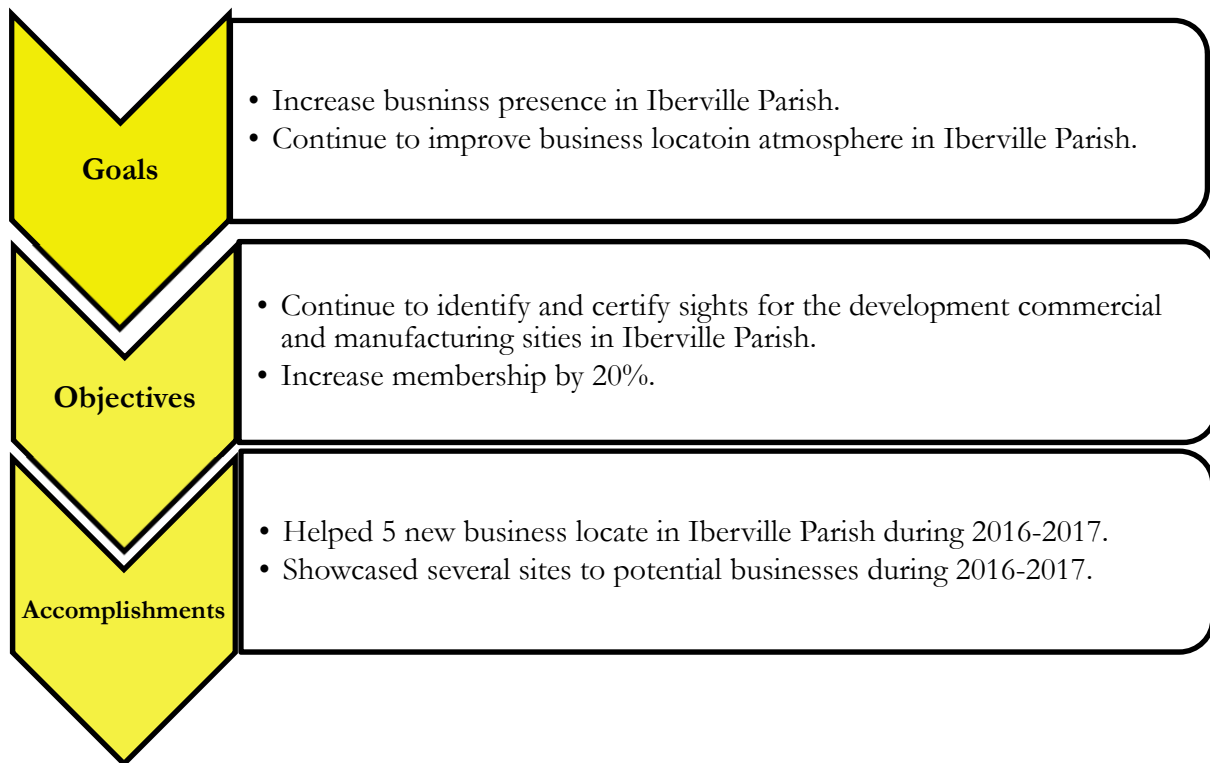 Goals
• Increase busninss presence in Iberville Parish.
• Continue to improve business locatoin atmosphere in Iberville Parish.
Objectives
• Continue to identify and certify sights for the development commercial
and manufacturing sities in Iberville Parish.
• Increase membership by 20%.
Accomplishments
• Helped 5 new business locate in Iberville Parish during 2016-2017.
• Showcased several sites to potential businesses during 2016-2017.